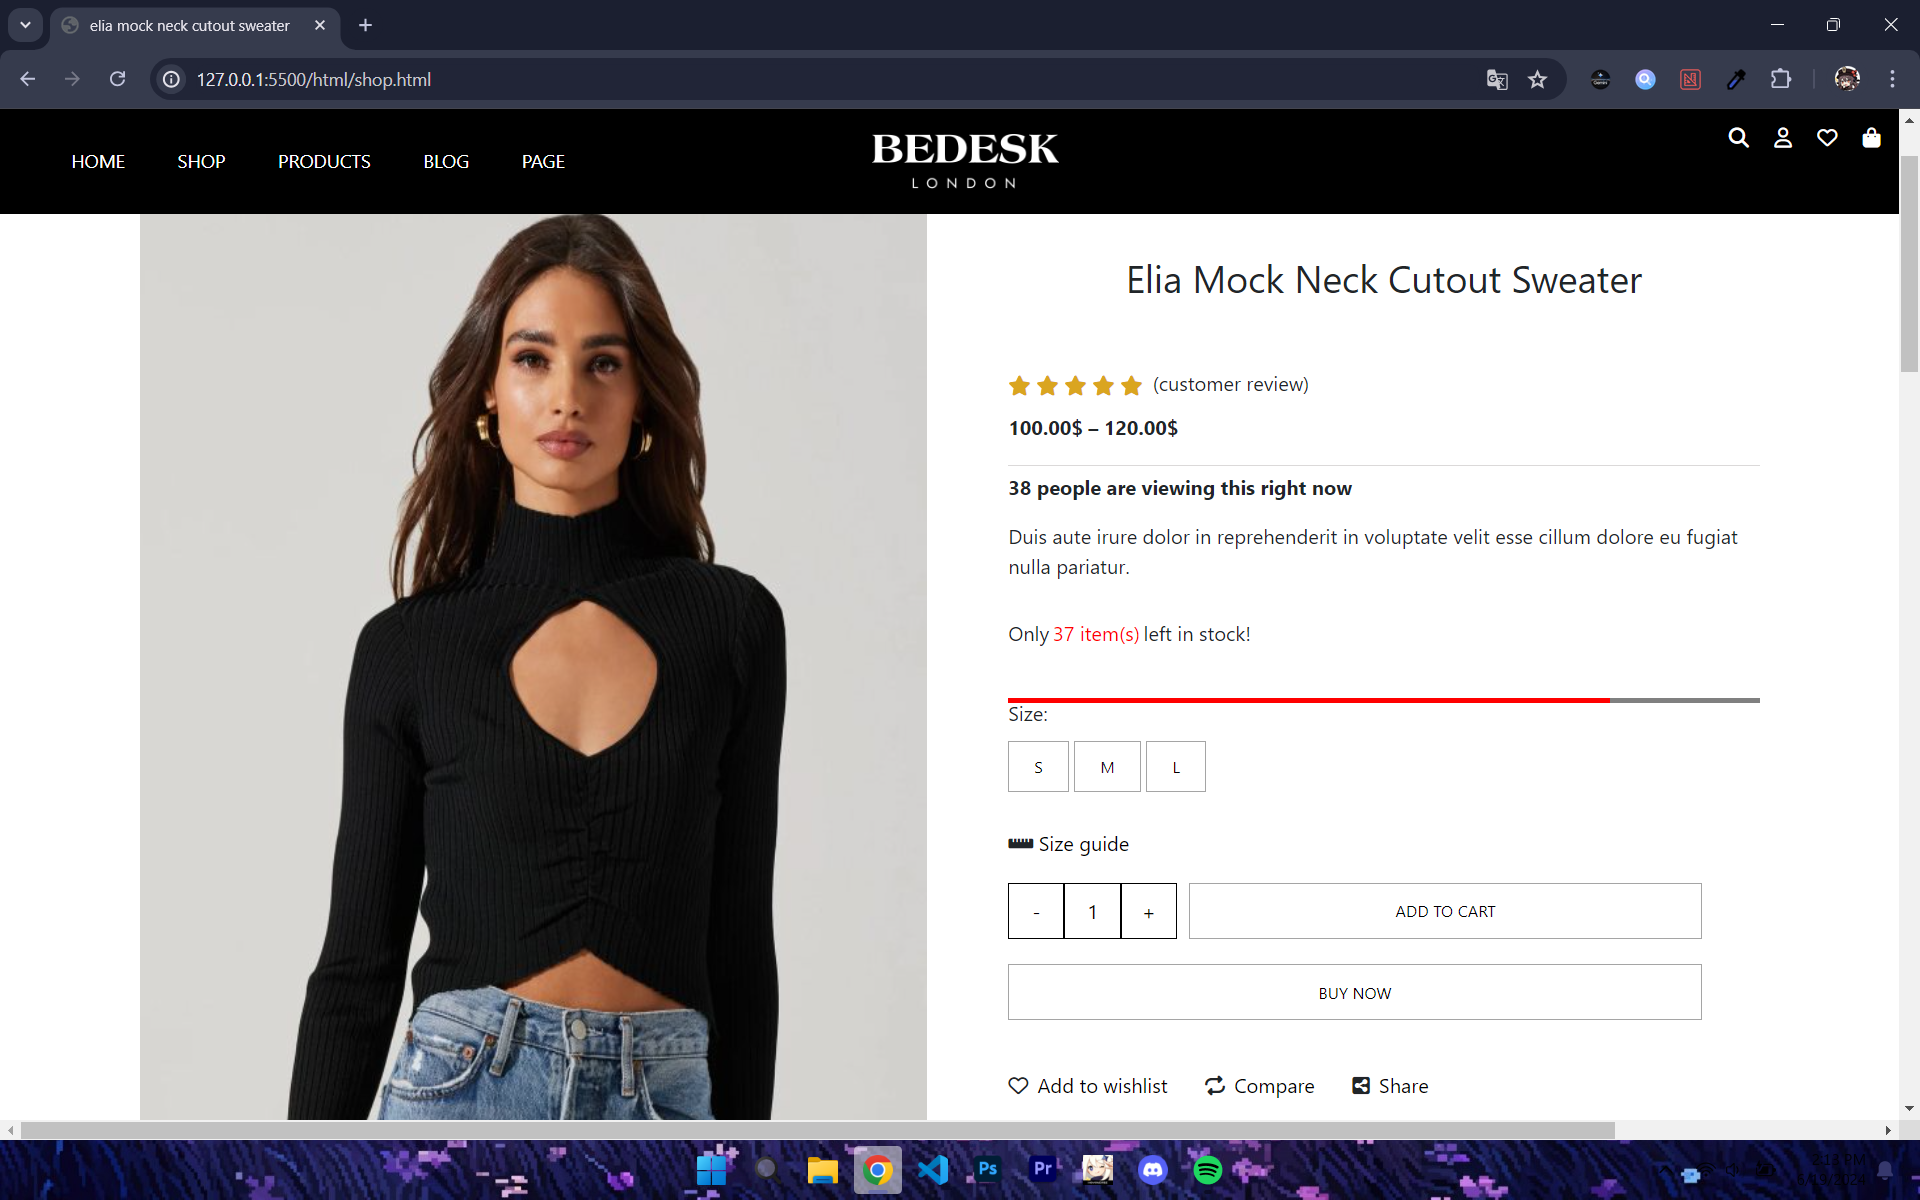 elia mock neck cutout sweater
127.0.0.1:5500/html/shop.html
HOME SHOP PRODUCTS BLOG PAGE
BEDESK
LONDON
Elia Mock Neck Cutout Sweater
(customer review)
100.00$ – 120.00$
38 people are viewing this right now
Duis aute irure dolor in reprehenderit in voluptate velit esse cillum dolore eu fugiat
nulla pariatur.
Only 37 item(s) left in stock!
Size:
S M L
Size guide
- 1 + ADD TO CART
BUY NOW
Add to wishlist Compare Share
Ps Pr